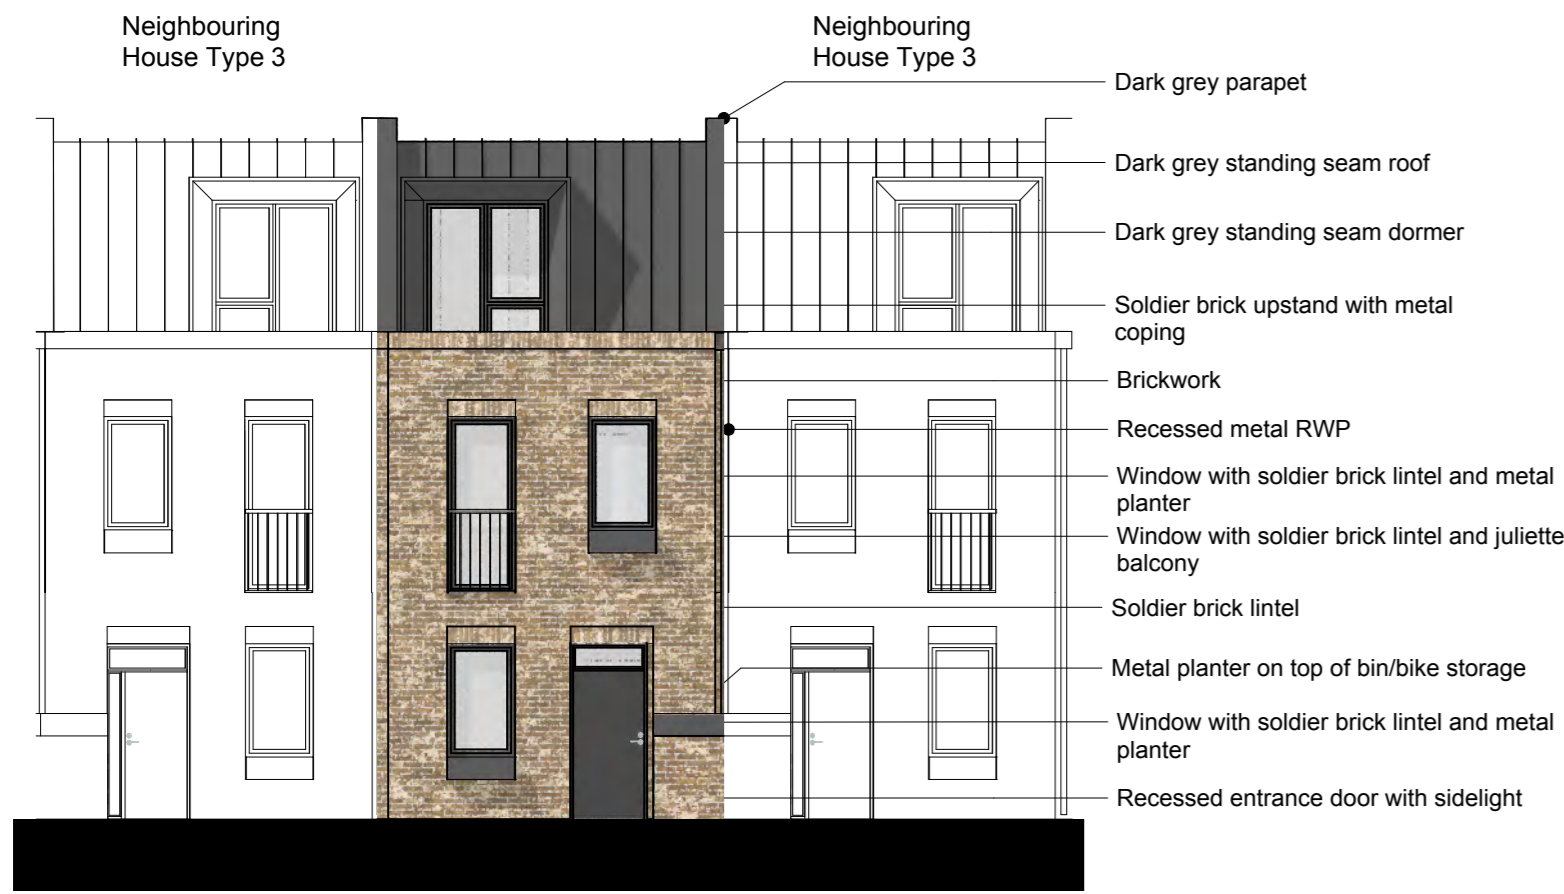 Neighbouring
House Type 3
Neighbouring
House Type 3
Dark grey parapet
Dark grey standing seam roof
Dark grey standing seam dormer
Soldier brick upstand with metal
coping
Brickwork
Recessed metal RWP
Window with soldier brick lintel and metal
planter
Window with soldier brick lintel and juliette
balcony
Soldier brick lintel
Metal planter on top of bin/bike storage
Window with soldier brick lintel and metal
planter
Recessed entrance door with sidelight